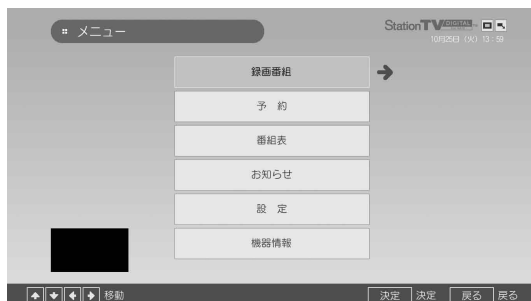 メニュー
StationTV DIGITAL
10月25日 (火) 13:59
録画番組
予 約
番組表
お知らせ
設 定
機器情報
移動 決定 決定 戻る 戻る